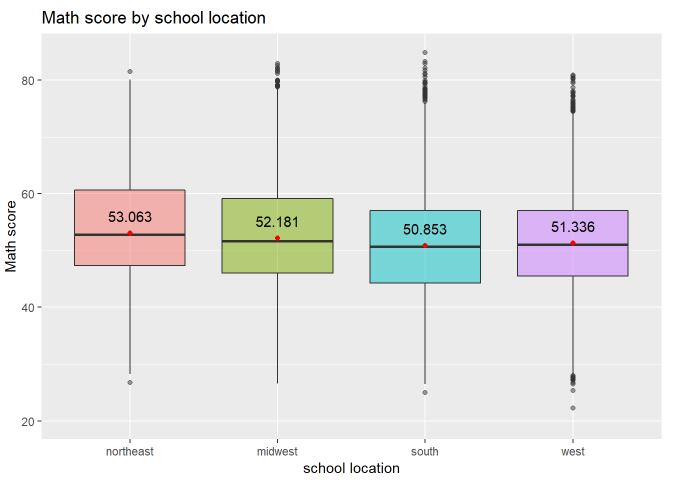 Math score by school location
Math score
80
60
40
20
53.063
52.181
50.853
51.336
northeast
midwest
south
west
school location